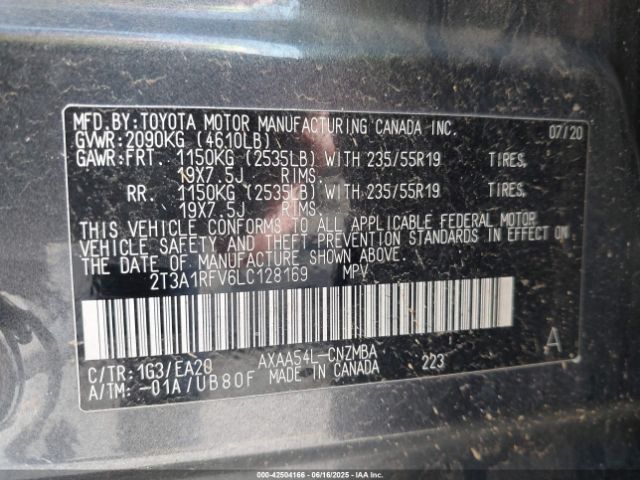 MFD. BY: TOYOTA MOTOR MANUFACTURING CANADA INC. 07/20
GVWR: 2090KG (4610LB)
GAWR: FRT. 1150KG (2535LB) WITH 235/55R19 TIRES,
19X7.5J RIMS.
RR. 1150KG (2535LB) WITH 235/55R19 TIRES,
19X7.5J RIMS.
THIS VEHICLE CONFORMS TO ALL APPLICABLE FEDERAL MOTOR
VEHICLE SAFETY AND THEFT PREVENTION STANDARDS IN EFFECT ON
THE DATE OF MANUFACTURE SHOWN ABOVE.
2T3A1RFV6LC128169 MPV
C/TR: 1G3/EA20 AXAA54L-CNZMBA 223 A
A/TM: -01A/UB80F MADE IN CANADA
000-42504166 - 06/16/2025 - IAA Inc.